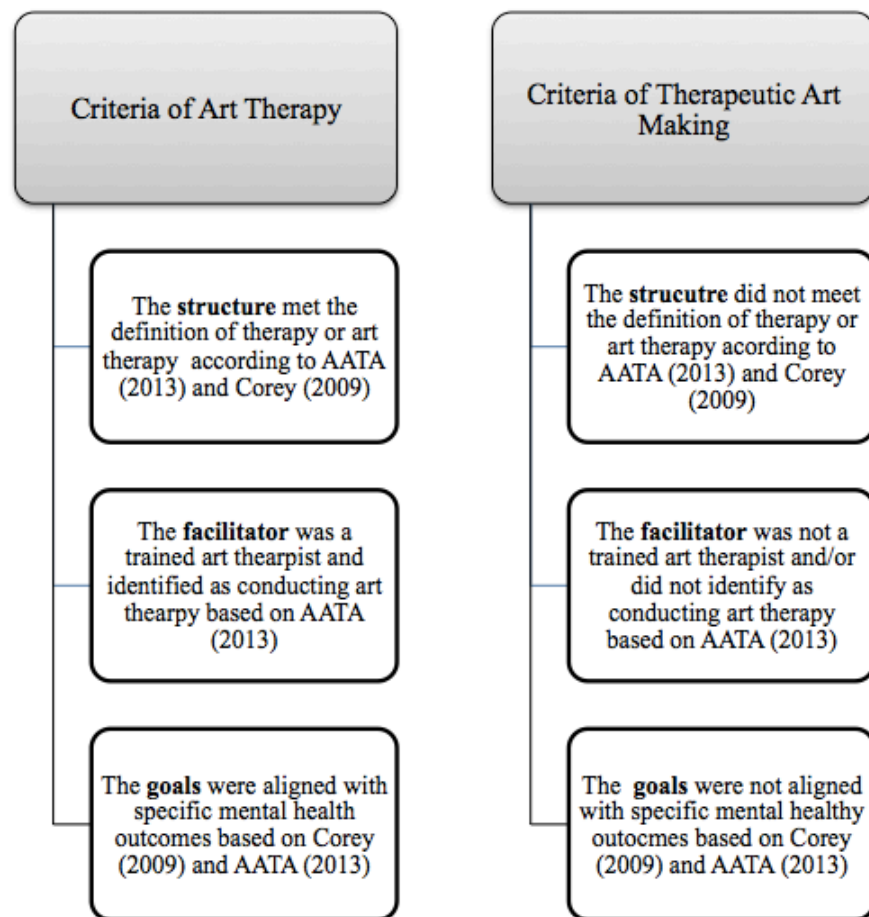 Criteria of Art Therapy
The structure met the
definition of therapy or art
therapy according to AATA
(2013) and Corey (2009)
The facilitator was a
trained art thearpist and
identified as conducting art
thearpy based on AATA
(2013)
The goals were aligned with
specific mental health
outcomes based on Corey
(2009) and AATA (2013)
Criteria of Therapeutic Art
Making
The strucutre did not meet
the definition of therapy or
art therapy acording to
AATA (2013) and Corey
(2009)
The facilitator was not a
trained art therapist and/or
did not identify as
conducting art therapy
based on AATA (2013)
The goals were not aligned
with specific mental healthy
outocmes based on Corey
(2009) and AATA (2013)